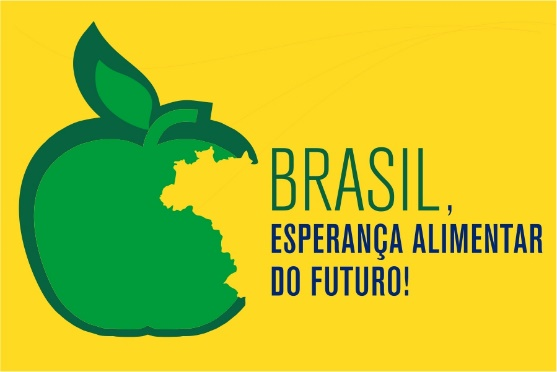 BRASIL,
ESPERANÇA ALIMENTAR
DO FUTURO!